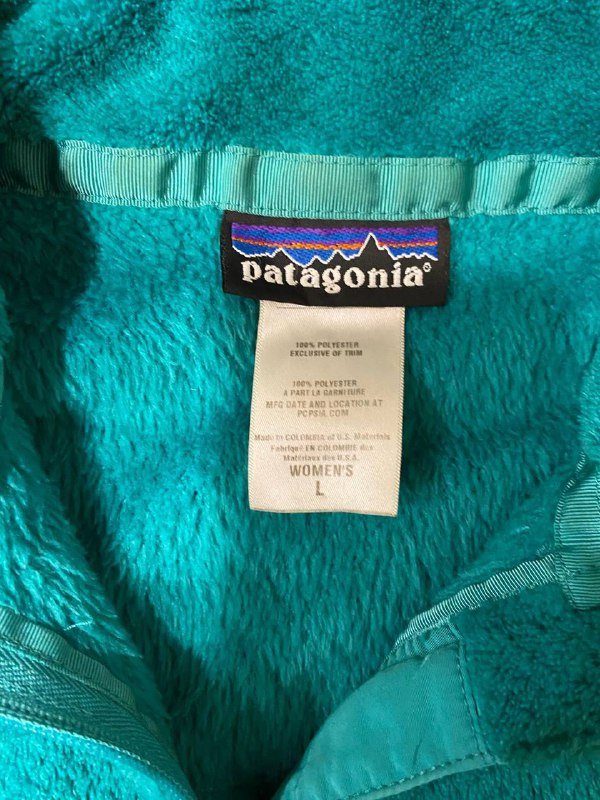 patagonia®
100% POLYESTER
EXCLUSIVE OF TRIM
100% POLYESTER
A PART LA GARNITURE
MFG DATE AND LOCATION AT
PCPSIA.COM
Made in COLOMBIA of U.S. Materials
Fabriqué EN COLOMBIE des
Matériaux des U.S.A.
WOMEN'S
L